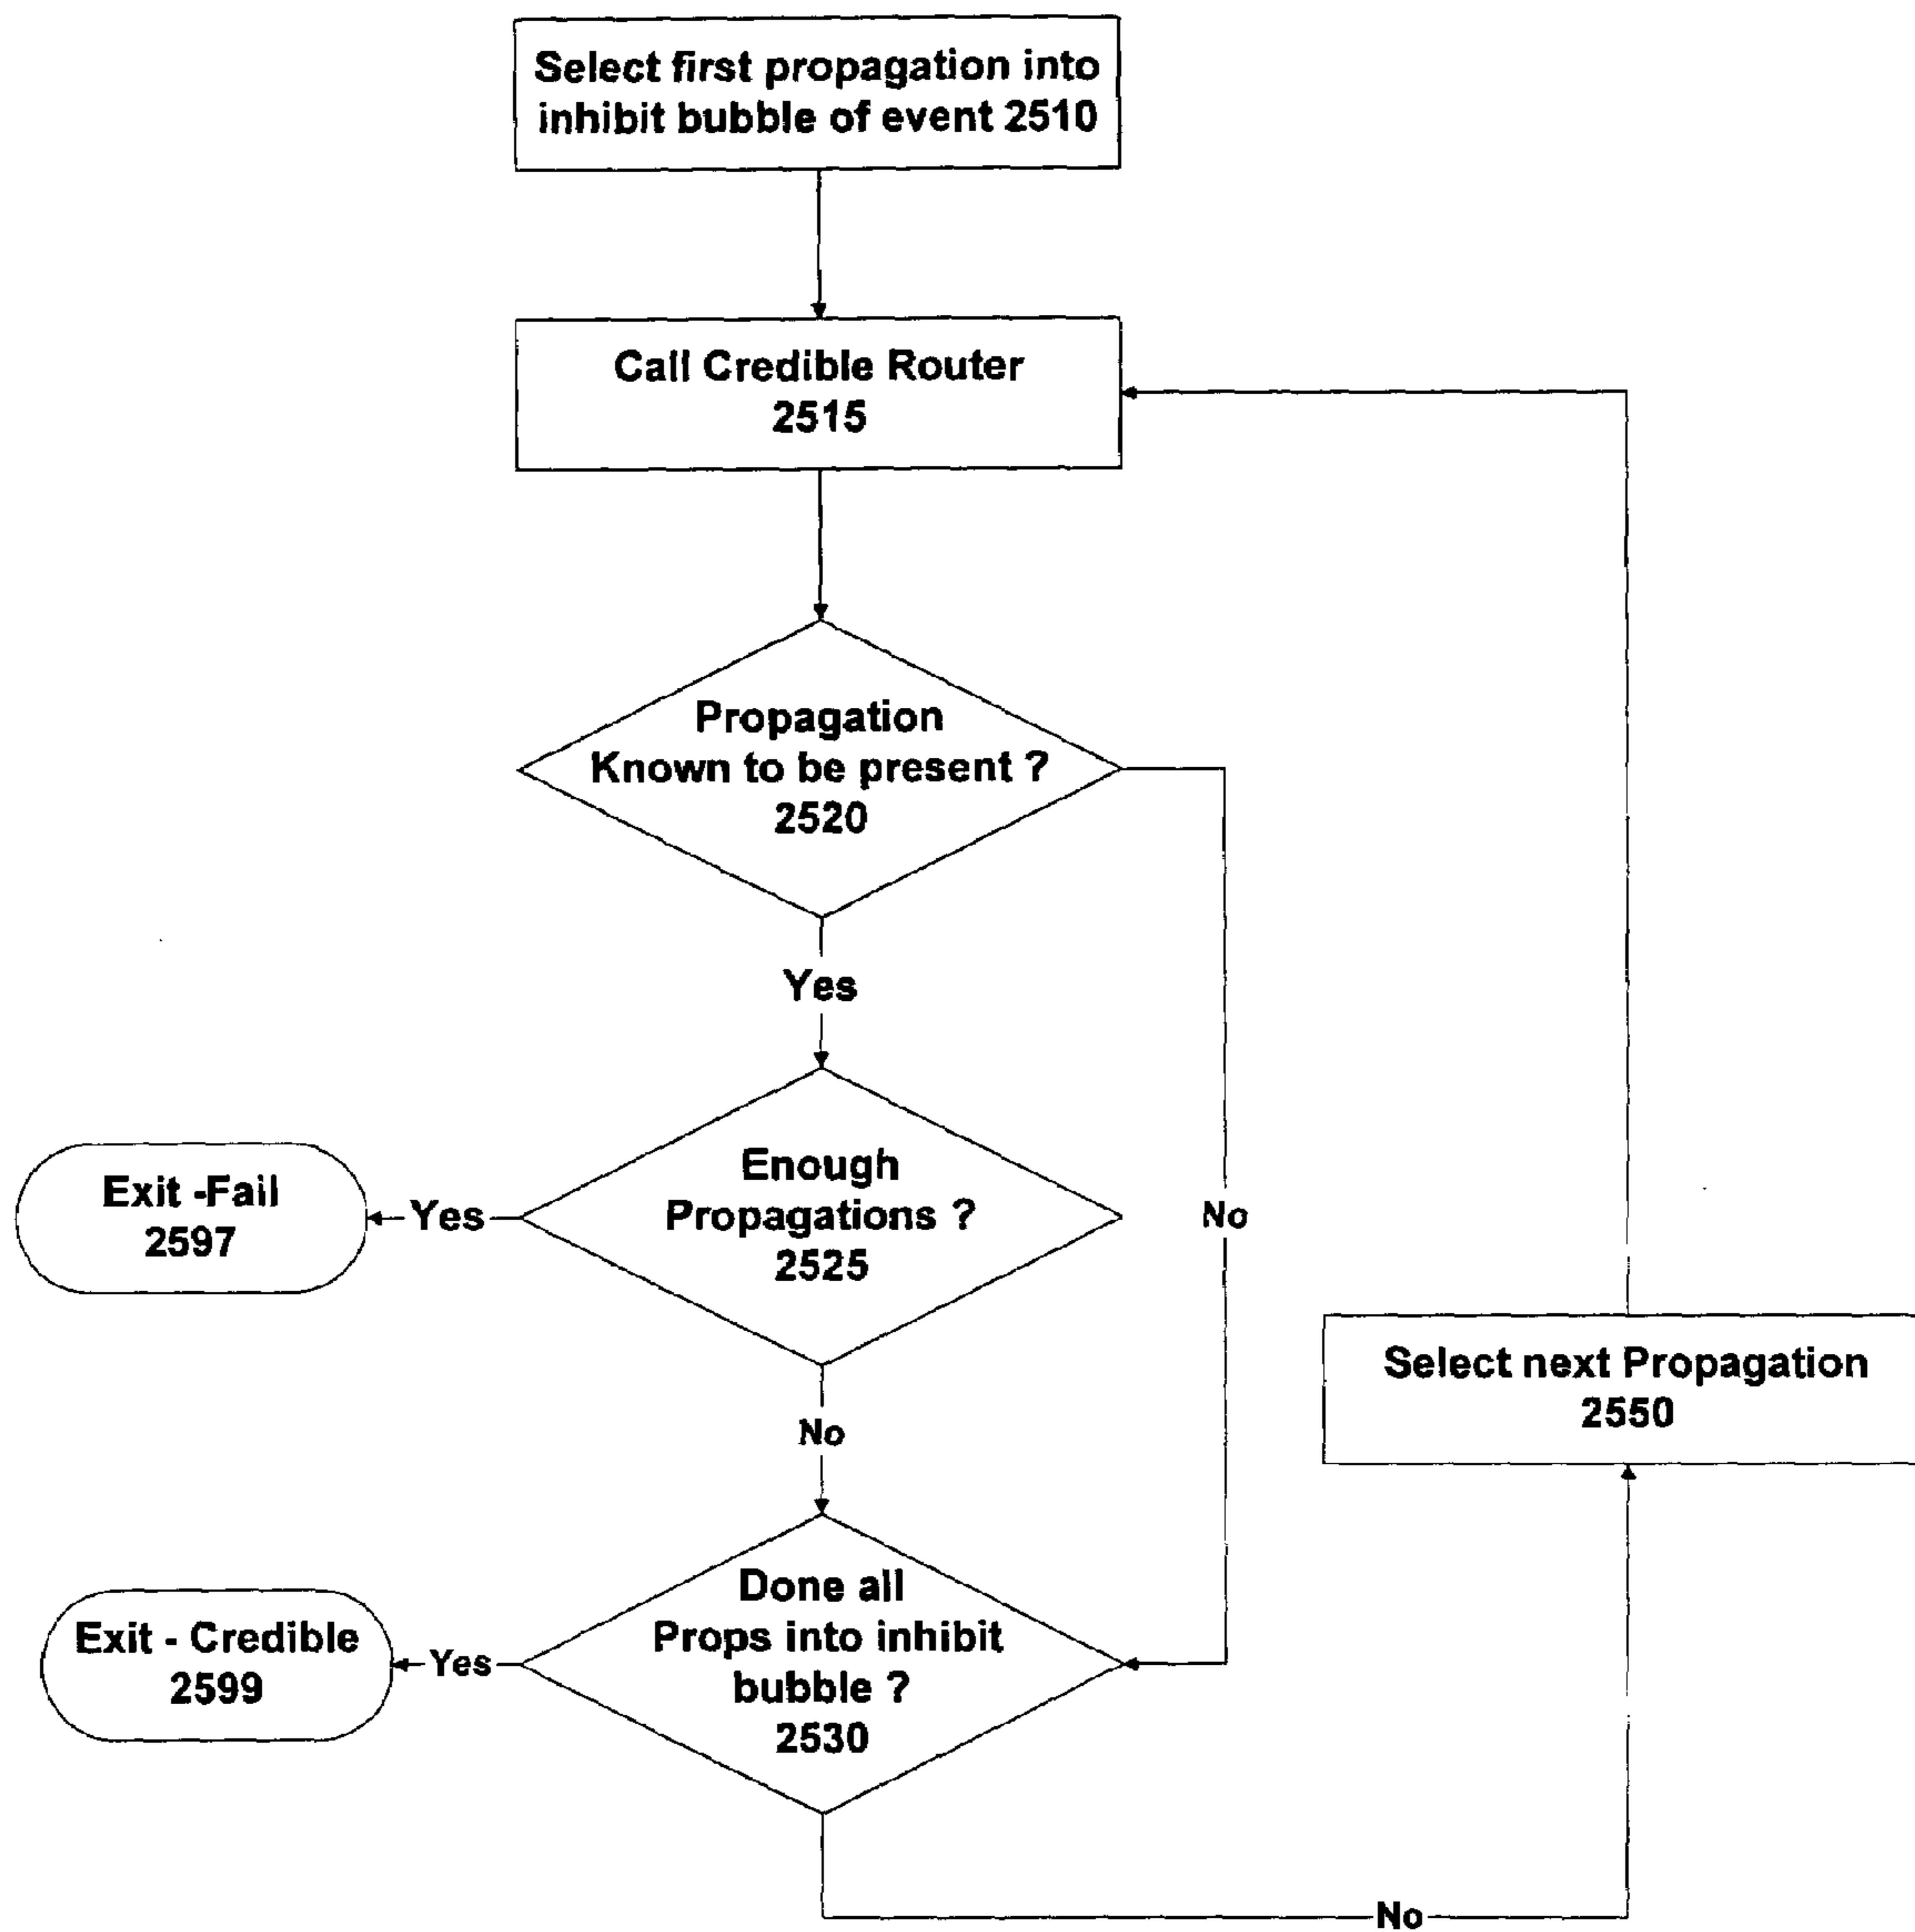 Select first propagation into
inhibit bubble of event 2510
Call Credible Router
2515
Propagation
Known to be present ?
2520
Yes
Enough
Propagations ?
2525
Yes
Exit -Fail
2597
No
No
Select next Propagation
2550
Done all
Props into inhibit
bubble ?
2530
Yes
Exit - Credible
2599
No